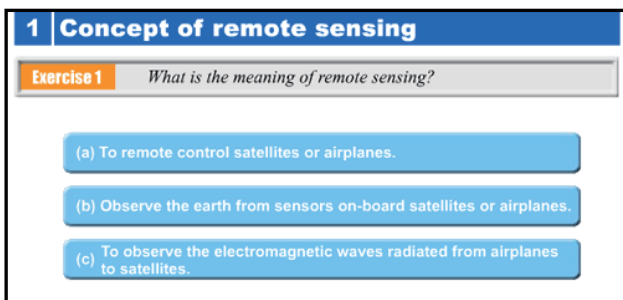 1 Concept of remote sensing
Exercise 1 What is the meaning of remote sensing?
(a) To remote control satellites or airplanes.
(b) Observe the earth from sensors on-board satellites or airplanes.
(c) To observe the electromagnetic waves radiated from airplanes
to satellites.